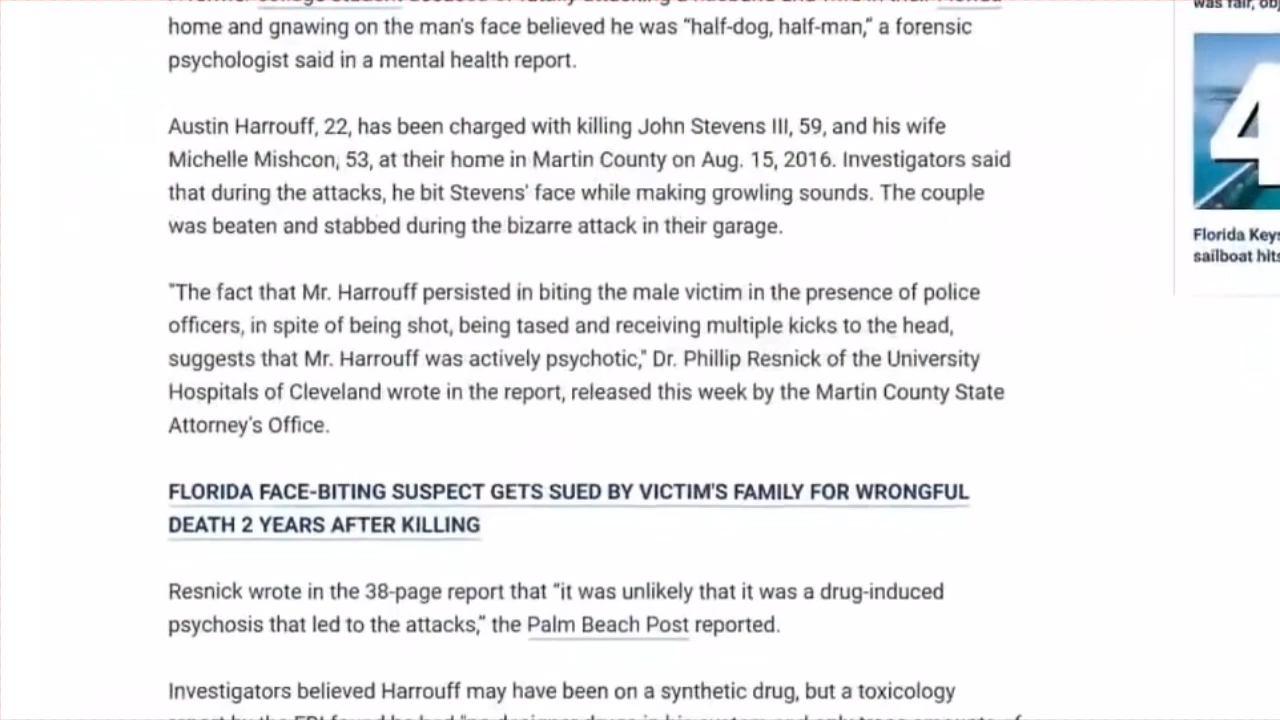 home and gnawing on the man's face believed he was "half-dog, half-man," a forensic
psychologist said in a mental health report.
Austin Harrouff, 22, has been charged with killing John Stevens III, 59, and his wife
Michelle Mishcon, 53, at their home in Martin County on Aug. 15, 2016. Investigators said
that during the attacks, he bit Stevens' face while making growling sounds. The couple
was beaten and stabbed during the bizarre attack in their garage.
"The fact that Mr. Harrouff persisted in biting the male victim in the presence of police
officers, in spite of being shot, being tased and receiving multiple kicks to the head,
suggests that Mr. Harrouff was actively psychotic," Dr. Phillip Resnick of the University
Hospitals of Cleveland wrote in the report, released this week by the Martin County State
Attorney's Office.
FLORIDA FACE-BITING SUSPECT GETS SUED BY VICTIM'S FAMILY FOR WRONGFUL
DEATH 2 YEARS AFTER KILLING
Resnick wrote in the 38-page report that "it was unlikely that it was a drug-induced
psychosis that led to the attacks," the Palm Beach Post reported.
Investigators believed Harrouff may have been on a synthetic drug, but a toxicology
was fair,
4
Florida Keys
sailboat hits